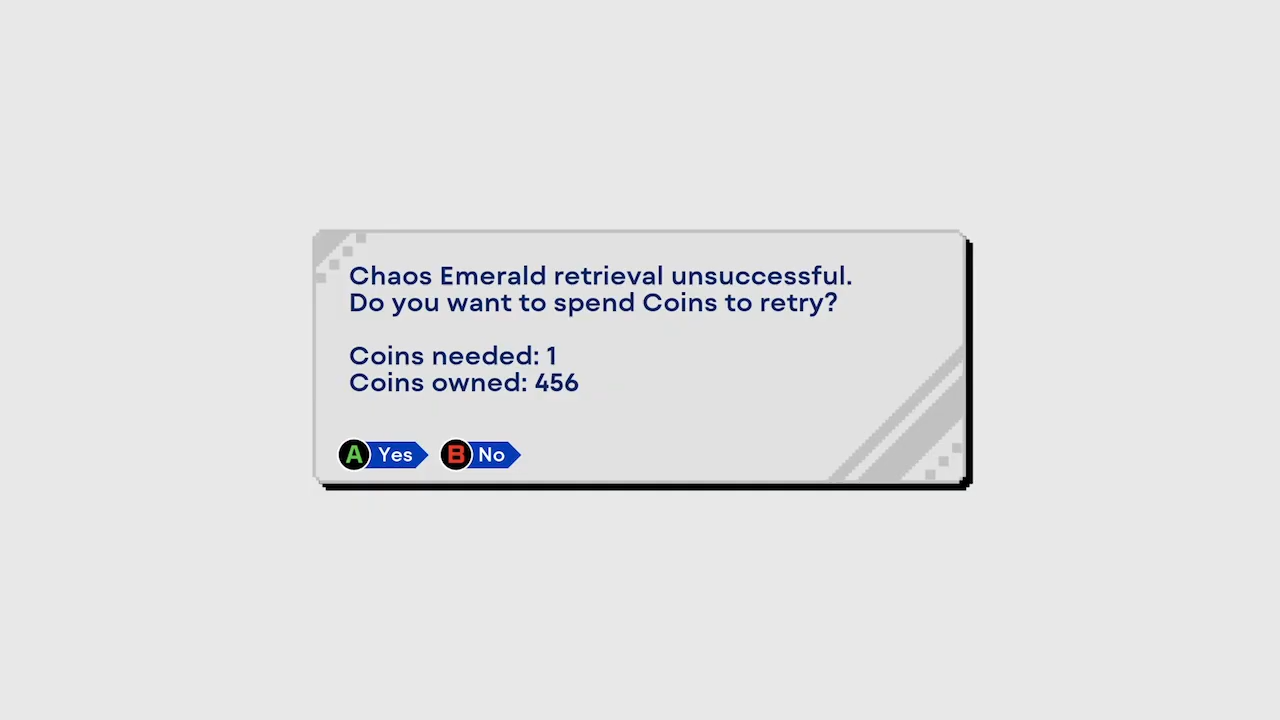 Chaos Emerald retrieval unsuccessful.
Do you want to spend Coins to retry?
Coins needed: 1
Coins owned: 456
A Yes B No